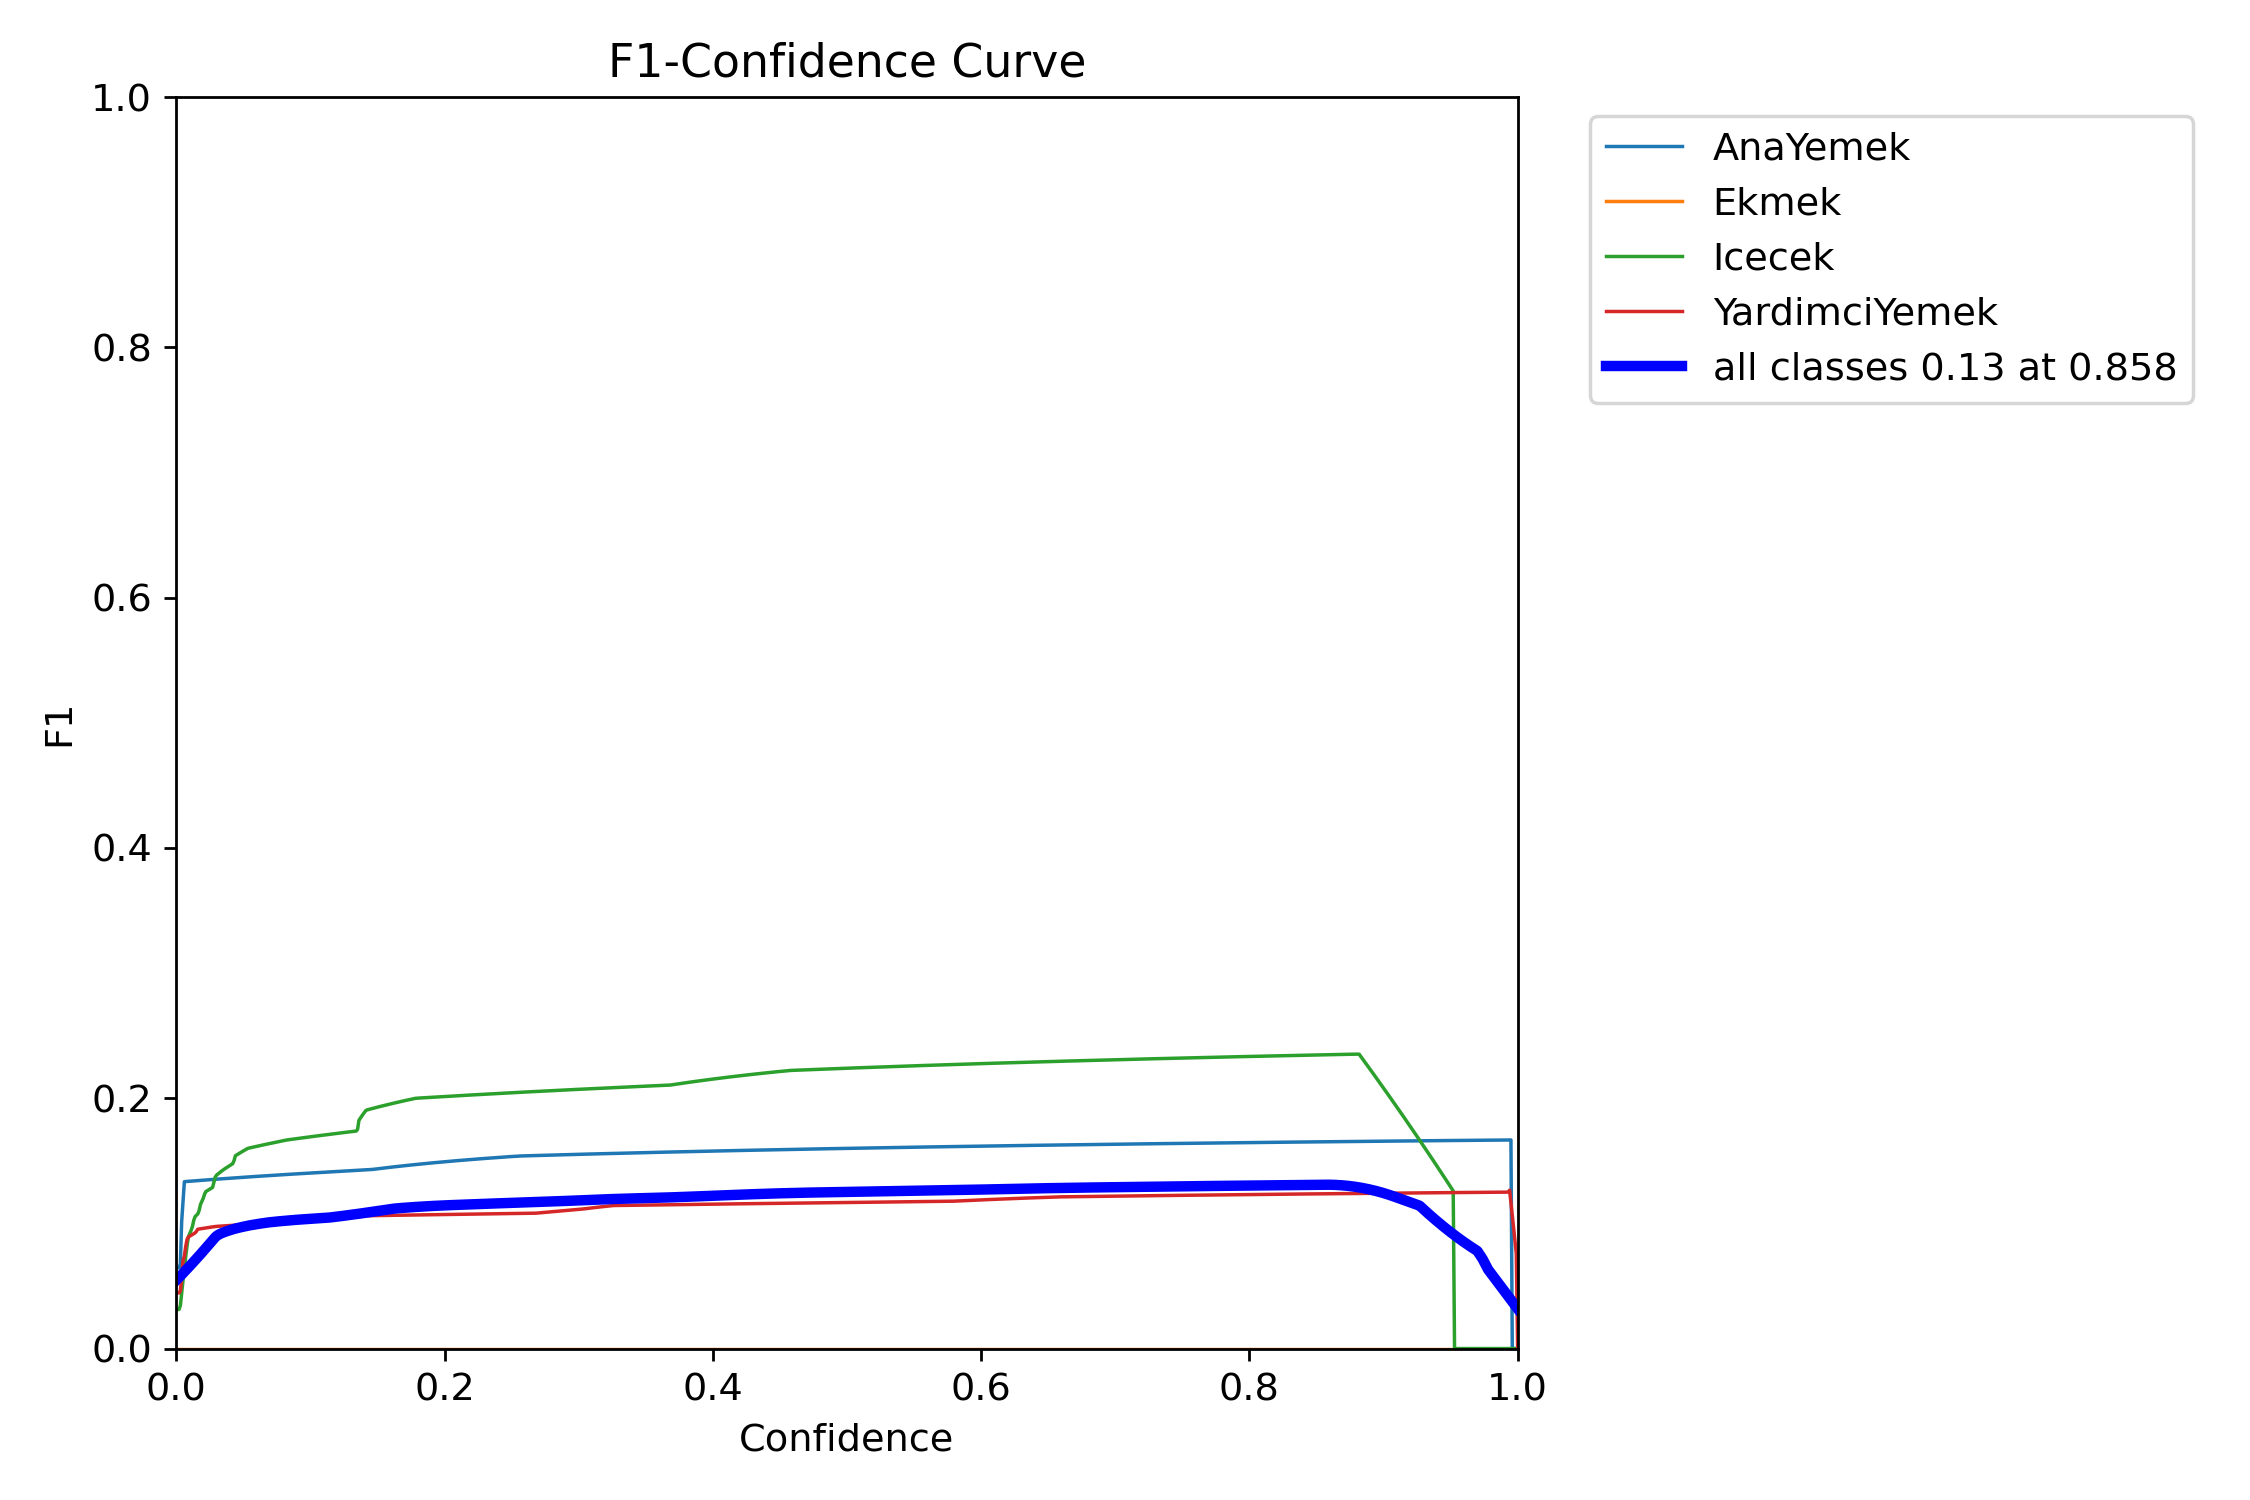 F1-Confidence Curve
1.0
0.8
0.6
0.4
0.2
0.0
F1
0.0 0.2 0.4 0.6 0.8 1.0
Confidence
AnaYemek
Ekmek
Icecek
YardimciYemek
all classes 0.13 at 0.858